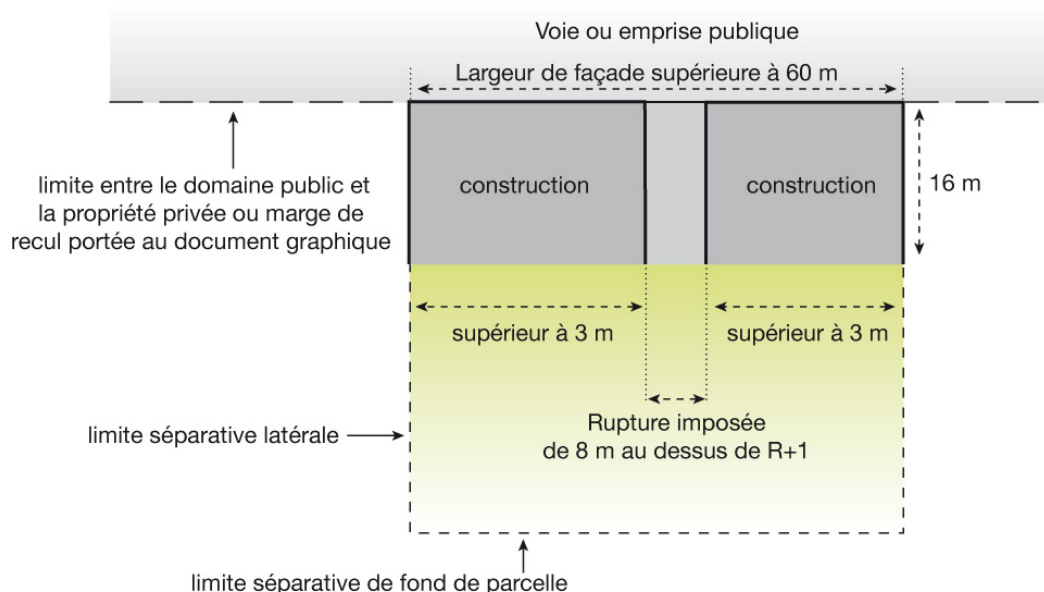 Voie ou emprise publique
Largeur de façade supérieure à 60 m
limite entre le domaine public et
la propriété privée ou marge de
recul portée au document graphique
construction
construction
16 m
supérieur à 3 m
supérieur à 3 m
Rupture imposée
de 8 m au dessus de R+1
limite séparative latérale
limite séparative de fond de parcelle